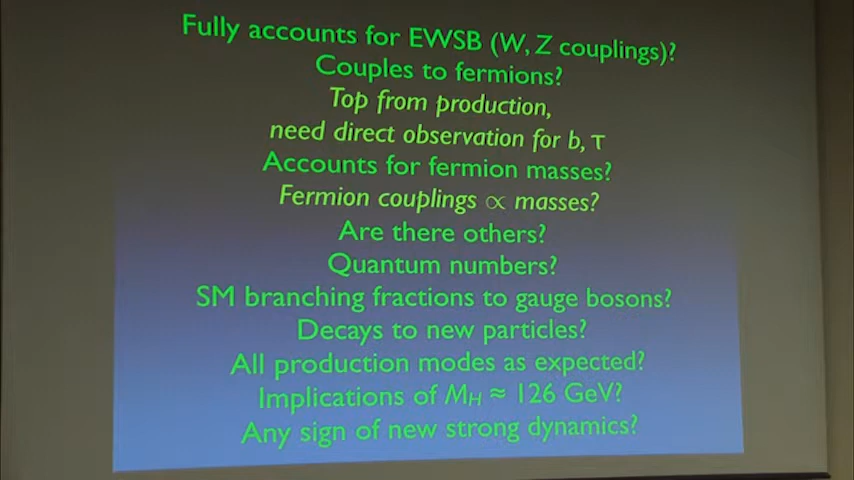 Fully accounts for EWSB (W, Z couplings)?
Couples to fermions?
Top from production,
need direct observation for b, τ
Accounts for fermion masses?
Fermion couplings ∝ masses?
Are there others?
Quantum numbers?
SM branching fractions to gauge bosons?
Decays to new particles?
All production modes as expected?
Implications of MH ≈ 126 GeV?
Any sign of new strong dynamics?